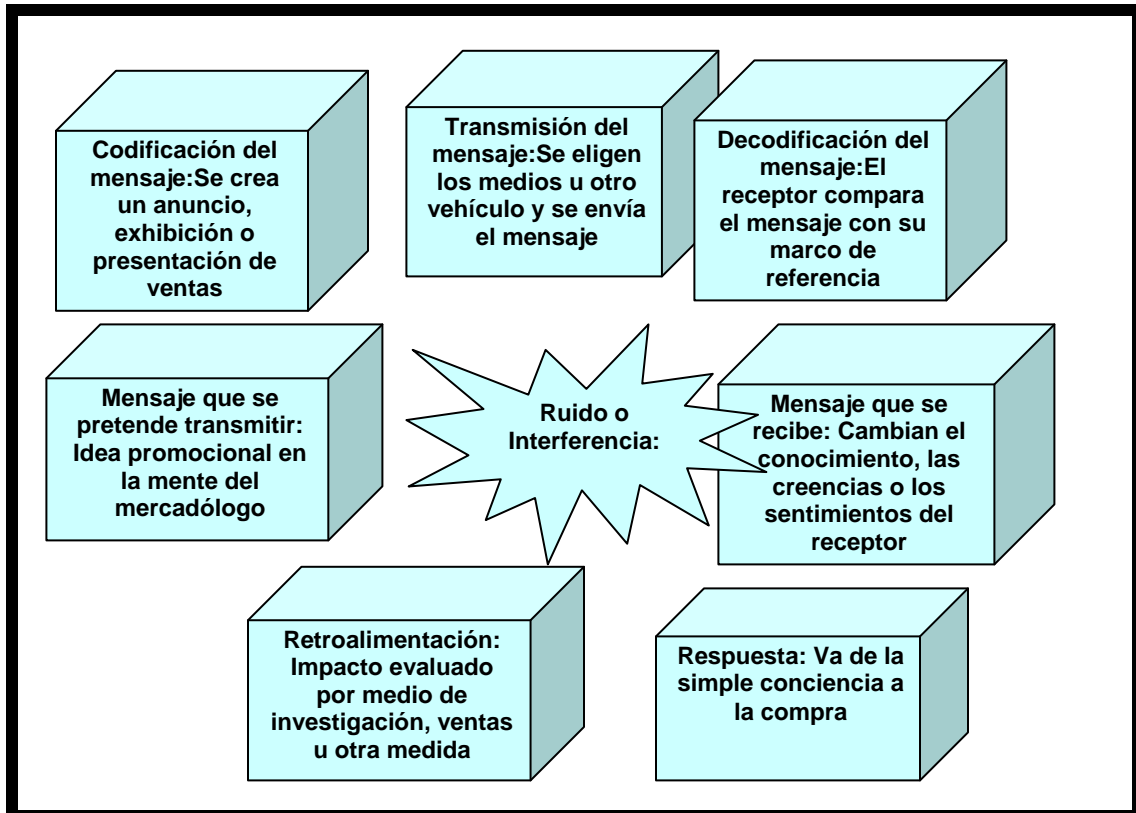 Codificación del
mensaje:Se crea
un anuncio,
exhibición o
presentación de
ventas
Transmisión del
mensaje:Se eligen
los medios u otro
vehículo y se envía
el mensaje
Decodificación del
mensaje:El
receptor compara
el mensaje con su
marco de
referencia
Mensaje que se
pretende transmitir:
Idea promocional en
la mente del
mercadólogo
Ruido o
Interferencia:
Mensaje que se
recibe: Cambian el
conocimiento, las
creencias o los
sentimientos del
receptor
Retroalimentación:
Impacto evaluado
por medio de
investigación, ventas
u otra medida
Respuesta: Va de la
simple conciencia a
la compra